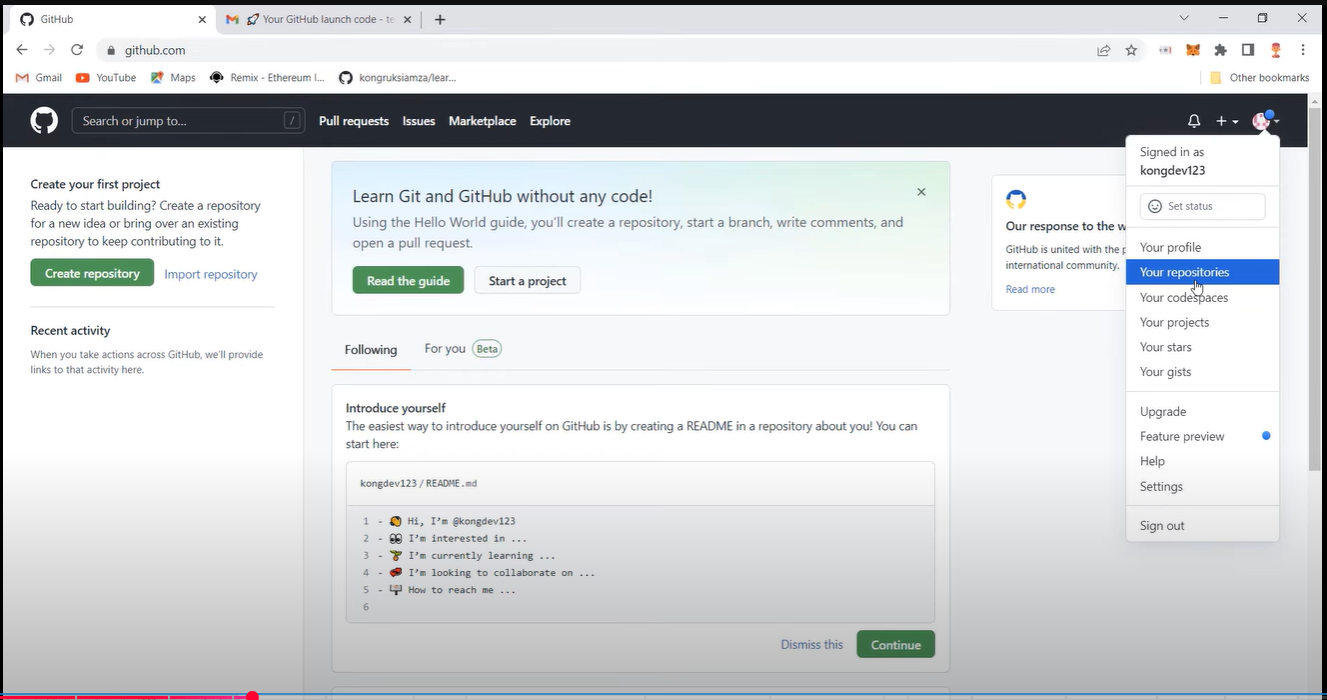 GitHub
Your GitHub launch code - te
github.com
Gmail
YouTube
Maps
Remix - Ethereum I...
kongruksiamza/lear...
Other bookmarks
Search or jump to...
/
Pull requests
Issues
Marketplace
Explore
Create your first project
Ready to start building? Create a repository
for a new idea or bring over an existing
repository to keep contributing to it.
Create repository
Import repository
Recent activity
When you take actions across GitHub, we'll provide
links to that activity here.
Learn Git and GitHub without any code!
Using the Hello World guide, you'll create a repository, start a branch, write comments, and
open a pull request.
Read the guide
Start a project
Following
For you
Beta
Introduce yourself
The easiest way to introduce yourself on GitHub is by creating a README in a repository about you! You can
start here:
kongdev123/README.md
1 - 👋 Hi, I'm @kongdev123
2 - 👀 I'm interested in ...
3 - 🌱 I'm currently learning ...
4 - 💞️ I'm looking to collaborate on ...
5 - 📫 How to reach me ...
6
Dismiss this
Continue
Our response to the w
GitHub is united with the p
international community.
Read more
Signed in as
kongdev123
Set status
Your profile
Your repositories
Your codespaces
Your projects
Your stars
Your gists
Upgrade
Feature preview
Help
Settings
Sign out